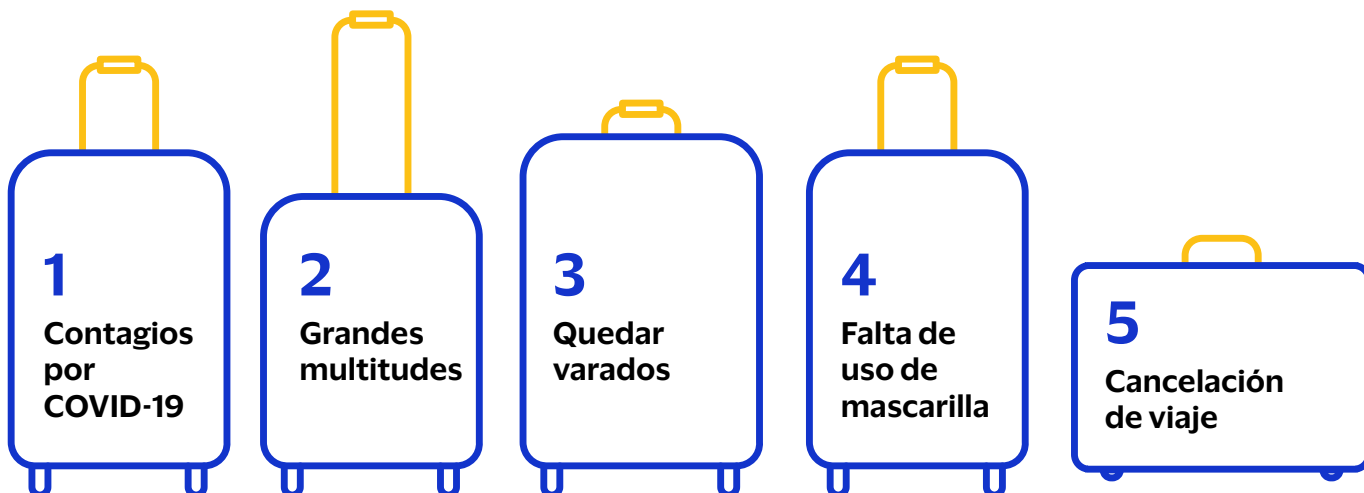 1
Contagios
por
COVID-19
2
Grandes
multitudes
3
Quedar
varados
4
Falta de
uso de
mascarilla
5
Cancelación
de viaje